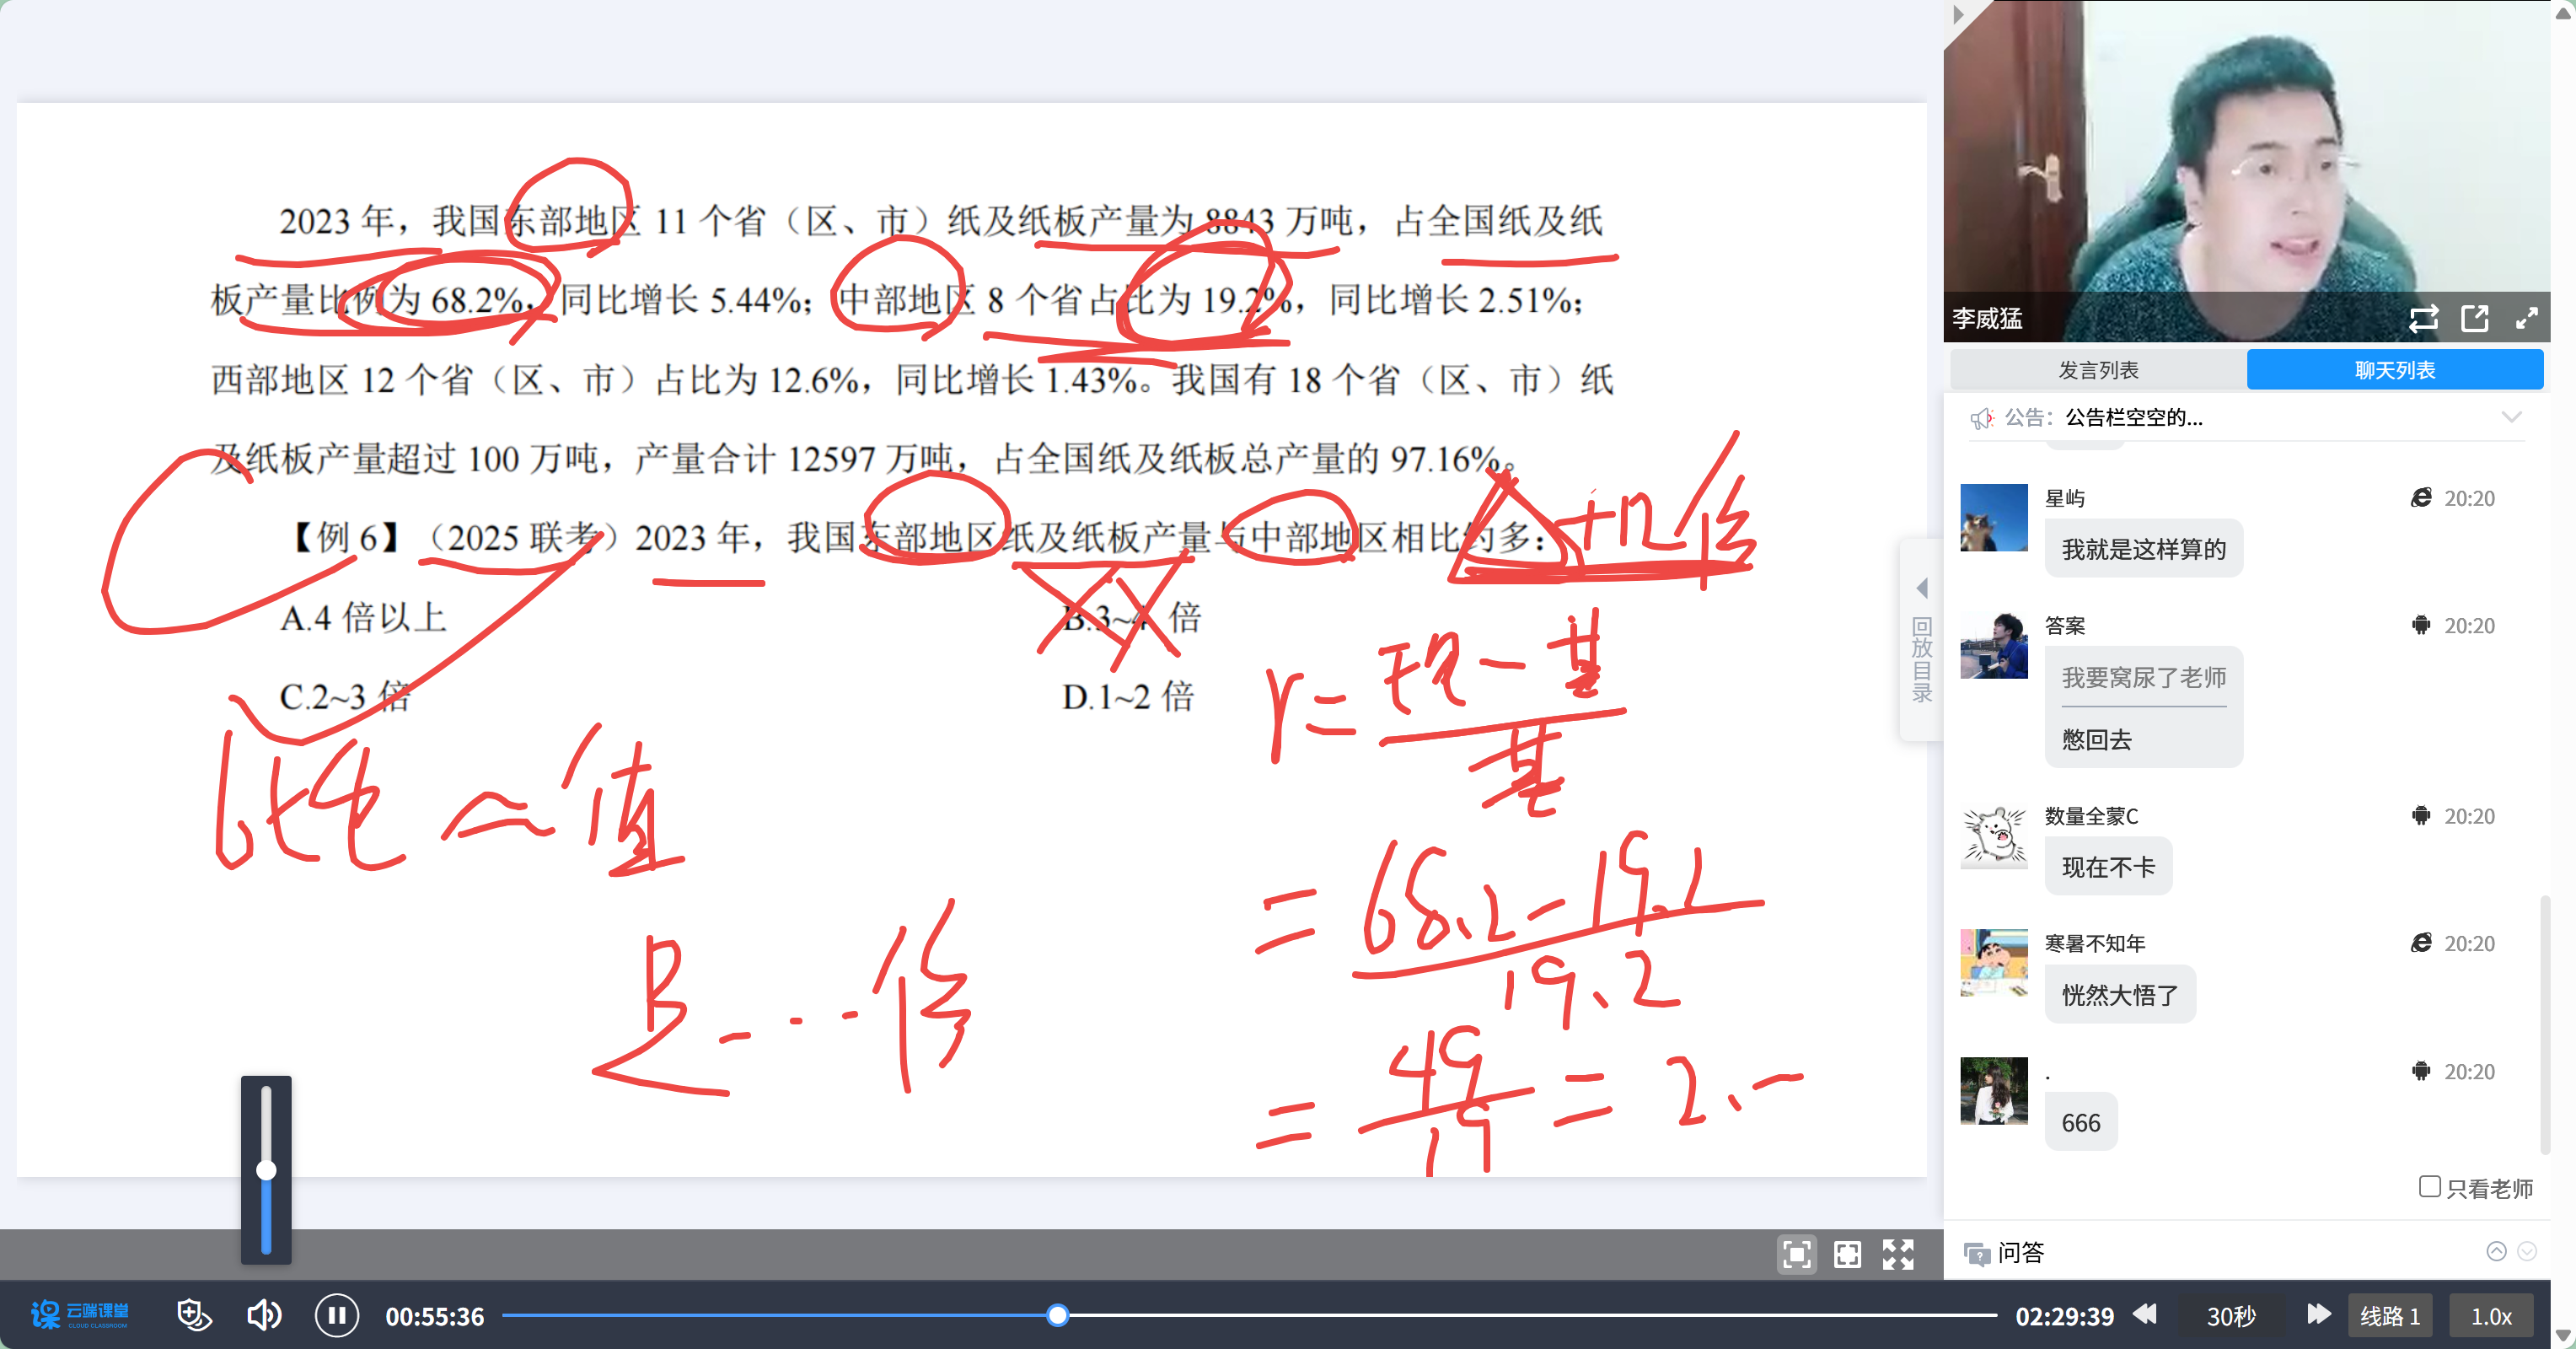 2023 年，我国东部地区 11 个省（区、市）纸及纸板产量为 8843 万吨，占全国纸及纸
板产量比例为 68.2%，同比增长 5.44%；中部地区 8 个省占比为 19.2%，同比增长 2.51%；
西部地区 12 个省（区、市）占比为 12.6%，同比增长 1.43%。我国有 18 个省（区、市）纸
及纸板产量超过 100 万吨，产量合计 12597 万吨，占全国纸及纸板总产量的 97.16%。
【例 6】（2025 联考）2023 年，我国东部地区纸及纸板产量与中部地区相比约多：
A.4 倍以上
B.3~4 倍
C.2~3 倍
D.1~2 倍
+n倍
r=现-基
基
比重~值
=68.2-19.2
19.2
是...倍
=49
19
=2.
李威猛
发言列表
聊天列表
公告：公告栏空空的...
星屿
20:20
我就是这样算的
答案
20:20
我要窝尿了老师
憋回去
数量全蒙C
20:20
现在不卡
寒暑不知年
20:20
恍然大悟了
.
20:20
666
只看老师
问答
回放目录
课 云端课堂
CLOUD CLASSROOM
00:55:36
02:29:39
30秒
线路 1
1.0x